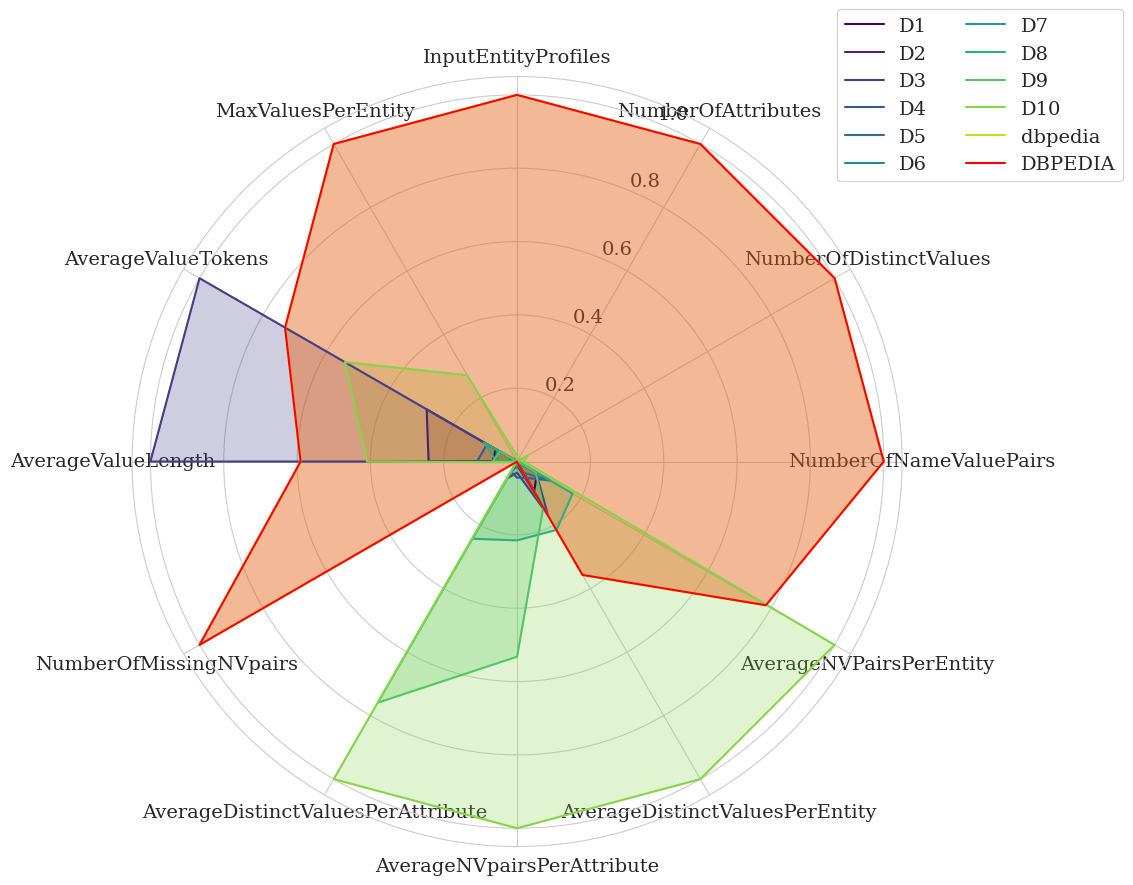 D1
D2
D3
D4
D5
D6
D7
D8
D9
D10
dbpedia
DBPEDIA
InputEntityProfiles
MaxValuesPerEntity
NumberOfAttributes
1.0
0.8
0.6
0.4
0.2
AverageValueTokens
NumberOfDistinctValues
AverageValueLength
NumberOfNameValuePairs
NumberOfMissingNVpairs
AverageNVPairsPerEntity
AverageDistinctValuesPerAttribute
AverageDistinctValuesPerEntity
AverageNVpairsPerAttribute